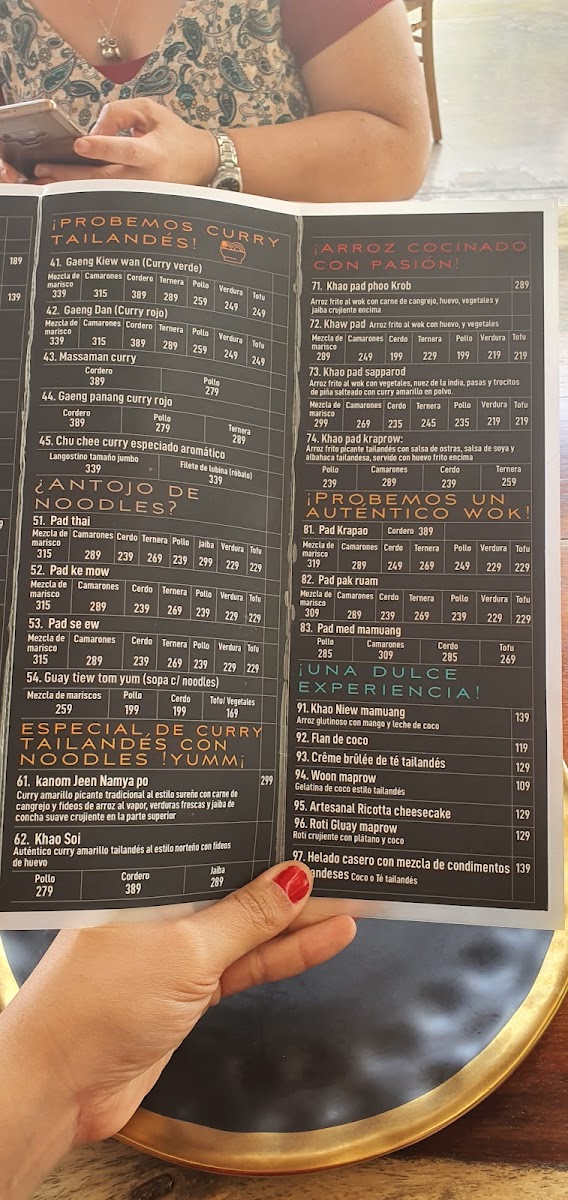 189
139
¡PROBEMOS CURRY
TAILANDÉS!
41. Gaeng Kiew wan (Curry verde)
Mezcla de marisco Camarones Cordero Ternera Pollo Verdura Tofu
339 315 389 289 259 249 249
42. Gaeng Dan (Curry rojo)
Mezcla de marisco Camarones Cordero Ternera Pollo Verdura Tofu
339 315 389 289 259 249 249
43. Massaman curry
Cordero Pollo
389 279
44. Gaeng panang curry rojo
Cordero Pollo Ternera
389 279 289
45. Chu chee curry especiado aromático
Langostino tamaño jumbo Filete de lubina (róbalo)
339 339
¿ANTOJO DE
NOODLES?
51. Pad thai
Mezcla de marisco Camarones Cerdo Ternera Pollo jaiba Verdura Tofu
315 289 239 269 239 299 229 229
52. Pad ke mow
Mezcla de marisco Camarones Cerdo Ternera Pollo Verdura Tofu
315 289 239 269 239 229 229
53. Pad se ew
Mezcla de marisco Camarones Cerdo Ternera Pollo Verdura Tofu
315 289 239 269 239 229 229
54. Guay tiew tom yum (sopa c/ noodles)
Mezcla de mariscos Pollo Cerdo Tofu/ Vegetales
259 199 199 169
ESPECIAL DE CURRY
TAILANDÉS CON
NOODLES !YUMM¡
61. kanom Jeen Namya po 299
Curry amarillo picante tradicional al estilo sureño con carne de
cangrejo y fideos de arroz al vapor, verduras frescas y jaiba de
concha suave crujiente en la parte superior
62. Khao Soi
Auténtico curry amarillo tailandés al estilo norteño con fideos
de huevo
Pollo Cordero Jaiba
279 389 289
¡ARROZ COCINADO
CON PASIÓN!
71. Khao pad phoo Krob 289
Arroz frito al wok con carne de cangrejo, huevo, vegetales y
jaiba crujiente encima
72. Khaw pad Arroz frito al wok con huevo, y vegetales
Mezcla de marisco Camarones Cerdo Ternera Pollo Verdura Tofu
289 249 199 229 199 219 219
73. Khao pad sapparod
Arroz frito al wok con vegetales, nuez de la india, pasas y trocitos
de piña salteado con curry amarillo en polvo.
Mezcla de marisco Camarones Cerdo Ternera Pollo Verdura Tofu
299 269 235 245 235 219 219
74. Khao pad kraprow:
Arroz frito picante tailandés con salsa de ostras, salsa de soya y
albahaca tailandesa, servido con huevo frito encima
Pollo Camarones Cerdo Ternera
239 289 239 259
¡PROBEMOS UN
AUTÉNTICO WOK!
81. Pad Krapao Cordero 389
Mezcla de marisco Camarones Cerdo Ternera Pollo Verdura Tofu
319 289 249 269 249 229 229
82. Pad pak ruam
Mezcla de marisco Camarones Cerdo Ternera Pollo Verdura Tofu
309 289 239 269 239 229 229
83. Pad med mamuang
Pollo Camarones Cerdo Tofu
285 309 285 269
¡UNA DULCE
EXPERIENCIA!
91. Khao Niew mamuang 139
Arroz glutinoso con mango y leche de coco
92. Flan de coco 119
93. Crême brûlée de té tailandés 129
94. Woon maprow 109
Gelatina de coco estilo tailandés
95. Artesanal Ricotta cheesecake 129
96. Roti Gluay maprow 129
Roti crujiente con plátano y coco
97. Helado casero con mezcla de condimentos 139
andeses Coco o Té tailandés